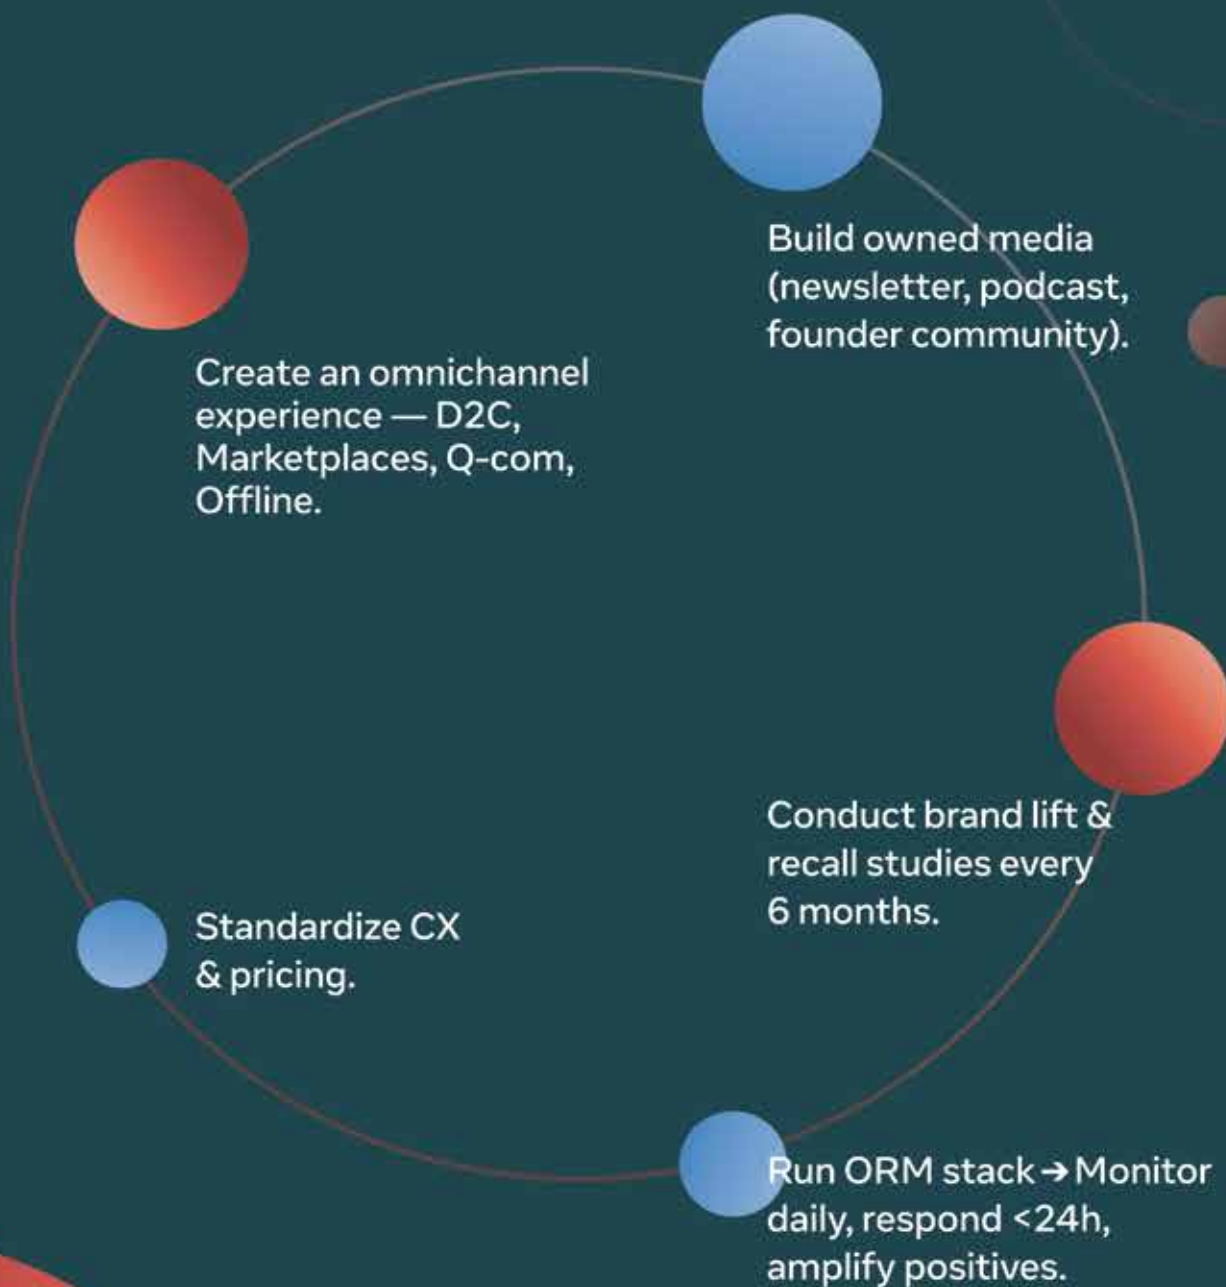 Build owned media
(newsletter, podcast,
founder community).
Create an omnichannel
experience — D2C,
Marketplaces, Q-com,
Offline.
Conduct brand lift &
recall studies every
6 months.
Standardize CX
& pricing.
Run ORM stack → Monitor
daily, respond <24h,
amplify positives.